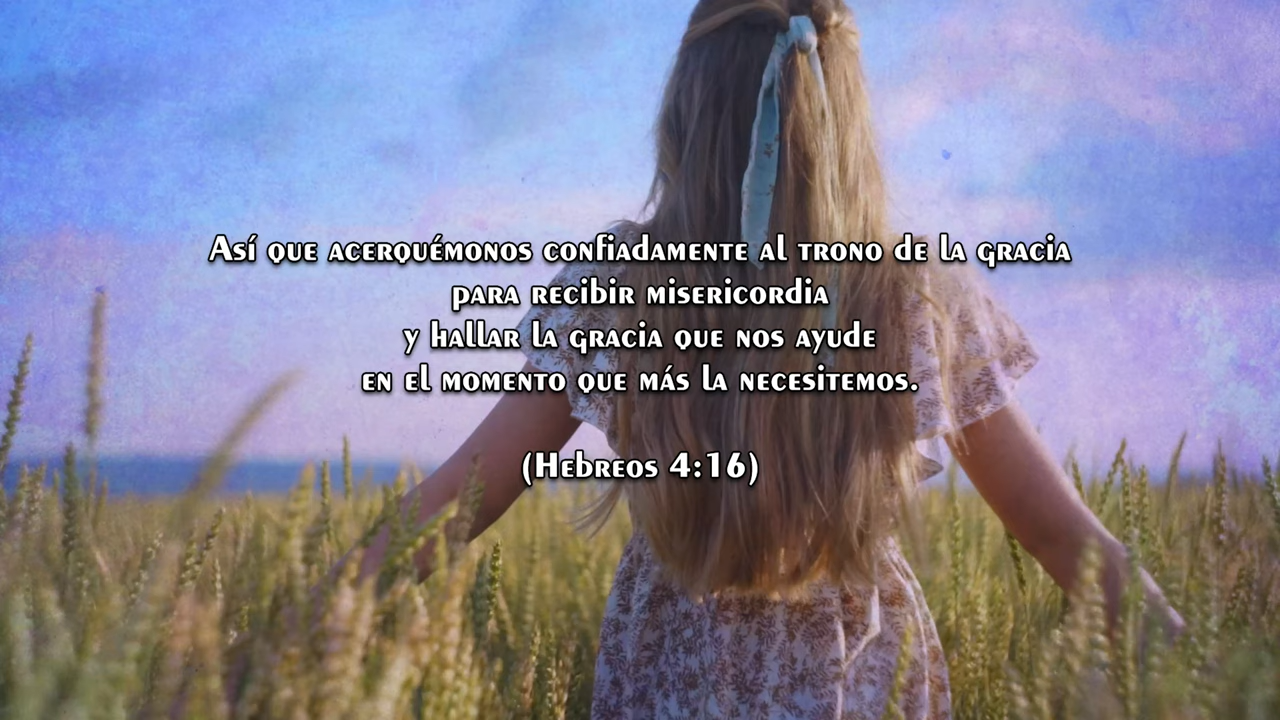 Así que acerquémonos confiadamente al trono de la gracia
para recibir misericordia
y hallar la gracia que nos ayude
en el momento que más la necesitemos.
(Hebreos 4:16)